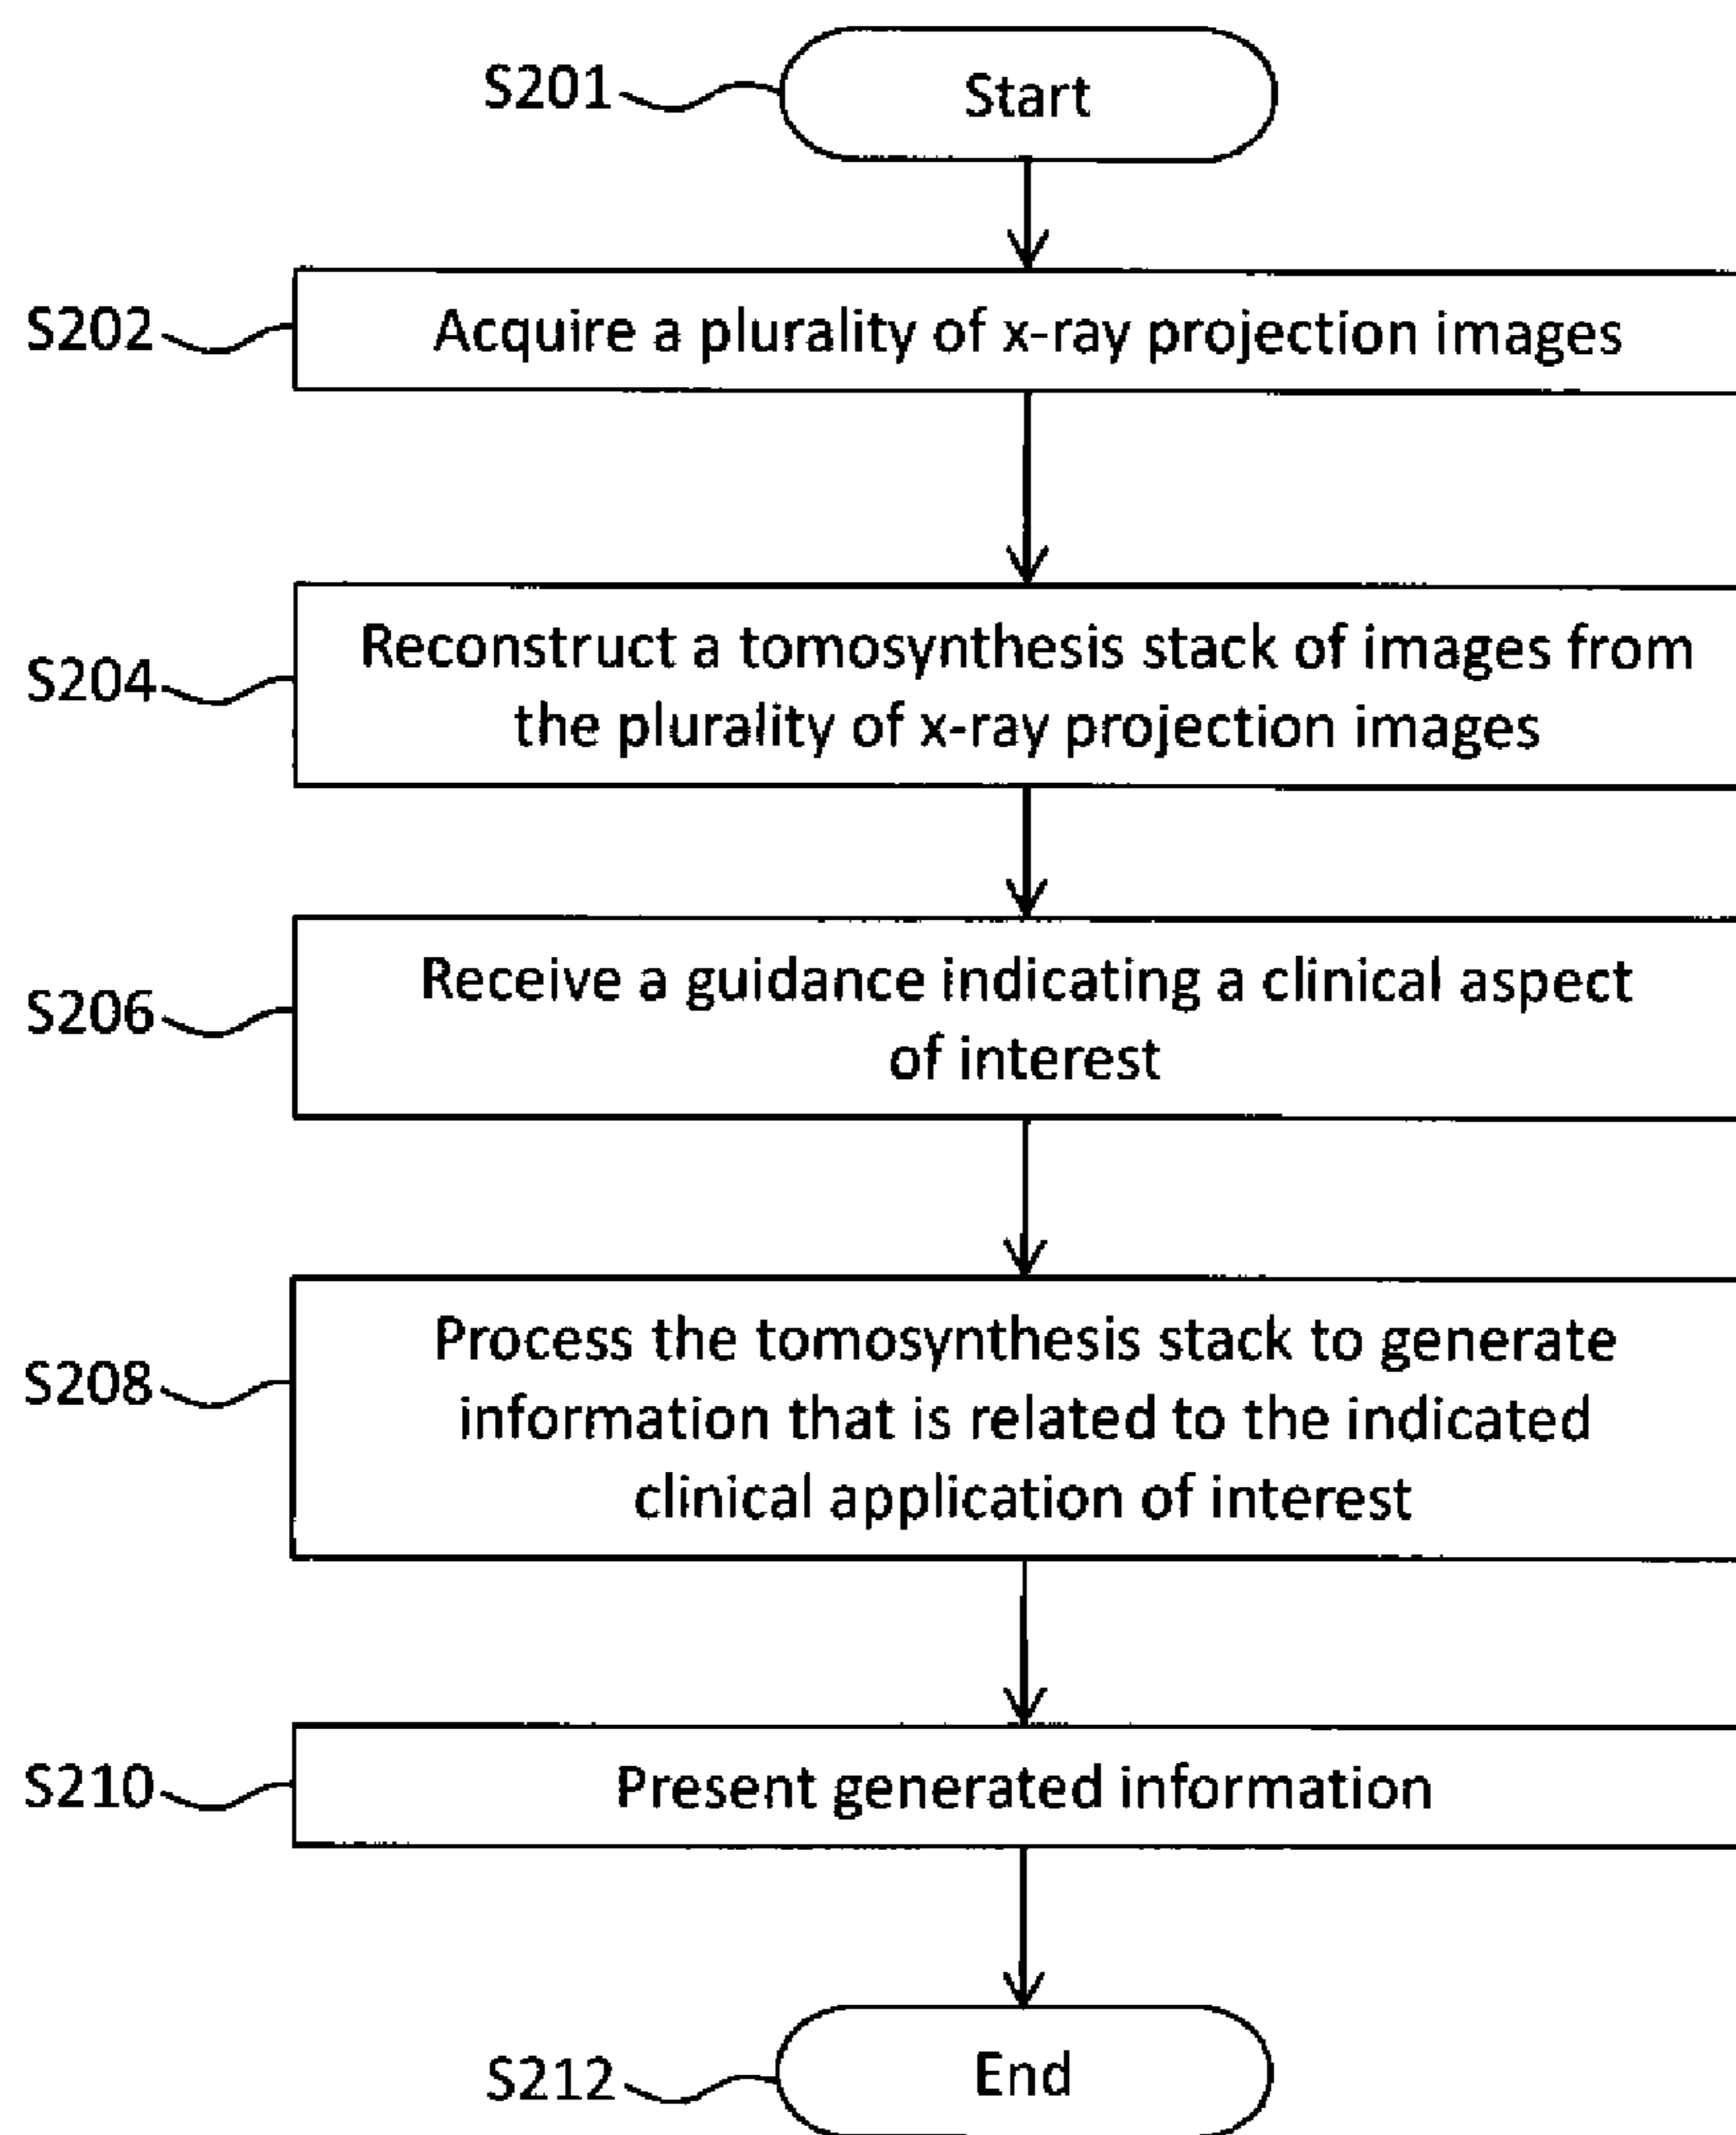 S201 Start
S202 Acquire a plurality of x-ray projection images
Reconstruct a tomosynthesis stack of images from
S204
the plurality of x-ray projection images
Receive a guidance indicating a clinical aspect
S206
of interest
Process the tomosynthesis stack to generate
S208
information that is related to the indicated
clinical application of interest
S210 Present generated information
S212 End